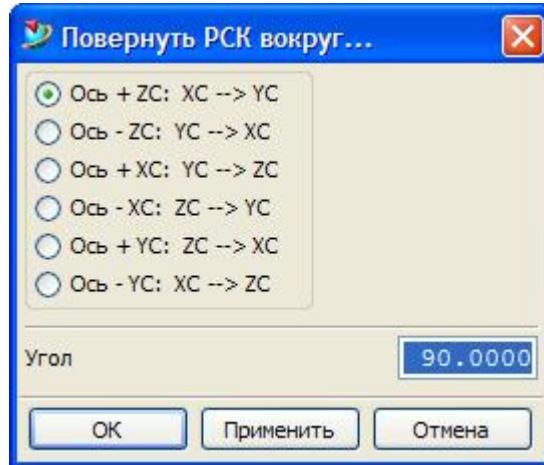 Повернуть РСК вокруг...
Ось + ZC: XC --> YC
Ось - ZC: YC --> XC
Ось + XC: YC --> ZC
Ось - XC: ZC --> YC
Ось + YC: ZC --> XC
Ось - YC: XC --> ZC
Угол 90.0000
ОК Применить Отмена